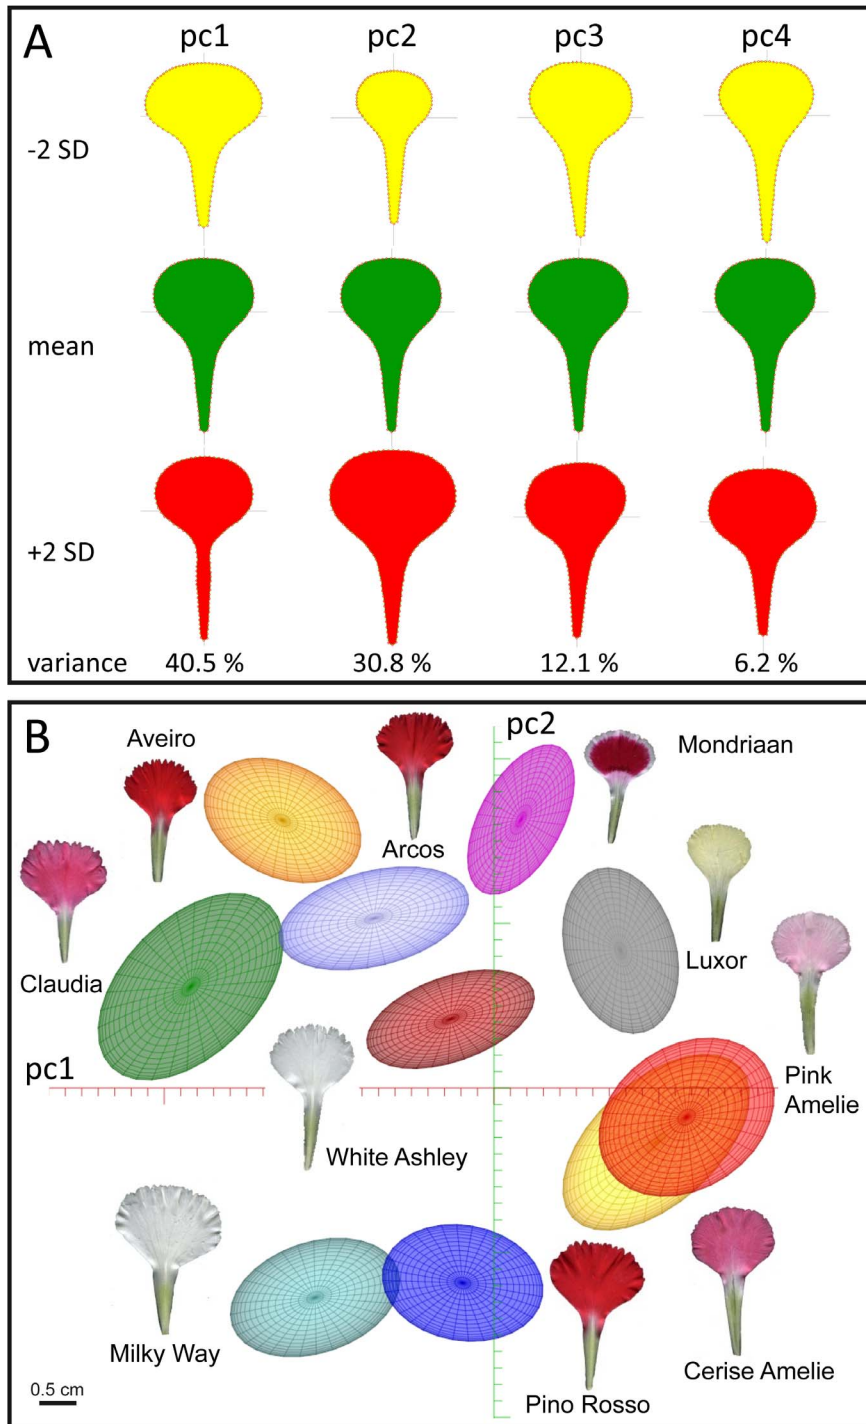 A
pc1 pc2 pc3 pc4
-2 SD
mean
+2 SD
variance 40.5 % 30.8 % 12.1 % 6.2 %
B
pc2
Aveiro
Mondriaan
Arcos
Claudia
Luxor
pc1
Pink
Amelie
White Ashley
Milky Way
Cerise Amelie
Pino Rosso
0.5 cm